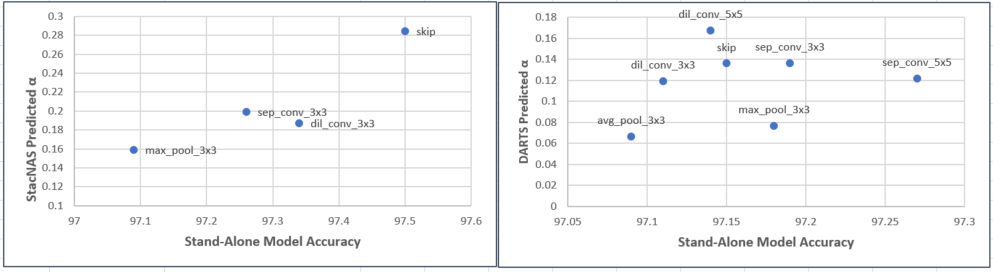 0.3
0.28
0.26
0.24
0.22
0.2
0.18
0.16
0.14
0.12
0.1
StacNAS Predicted α
skip
sep_conv_3x3
dil_conv_3x3
max_pool_3x3
97
97.1
97.2
97.3
97.4
97.5
97.6
Stand-Alone Model Accuracy
0.18
0.16
0.14
0.12
0.1
0.08
0.06
0.04
0.02
0
DARTS Predicted α
dil_conv_5x5
skip
sep_conv_3x3
dil_conv_3x3
sep_conv_5x5
max_pool_3x3
avg_pool_3x3
97.05
97.1
97.15
97.2
97.25
97.3
Stand-Alone Model Accuracy